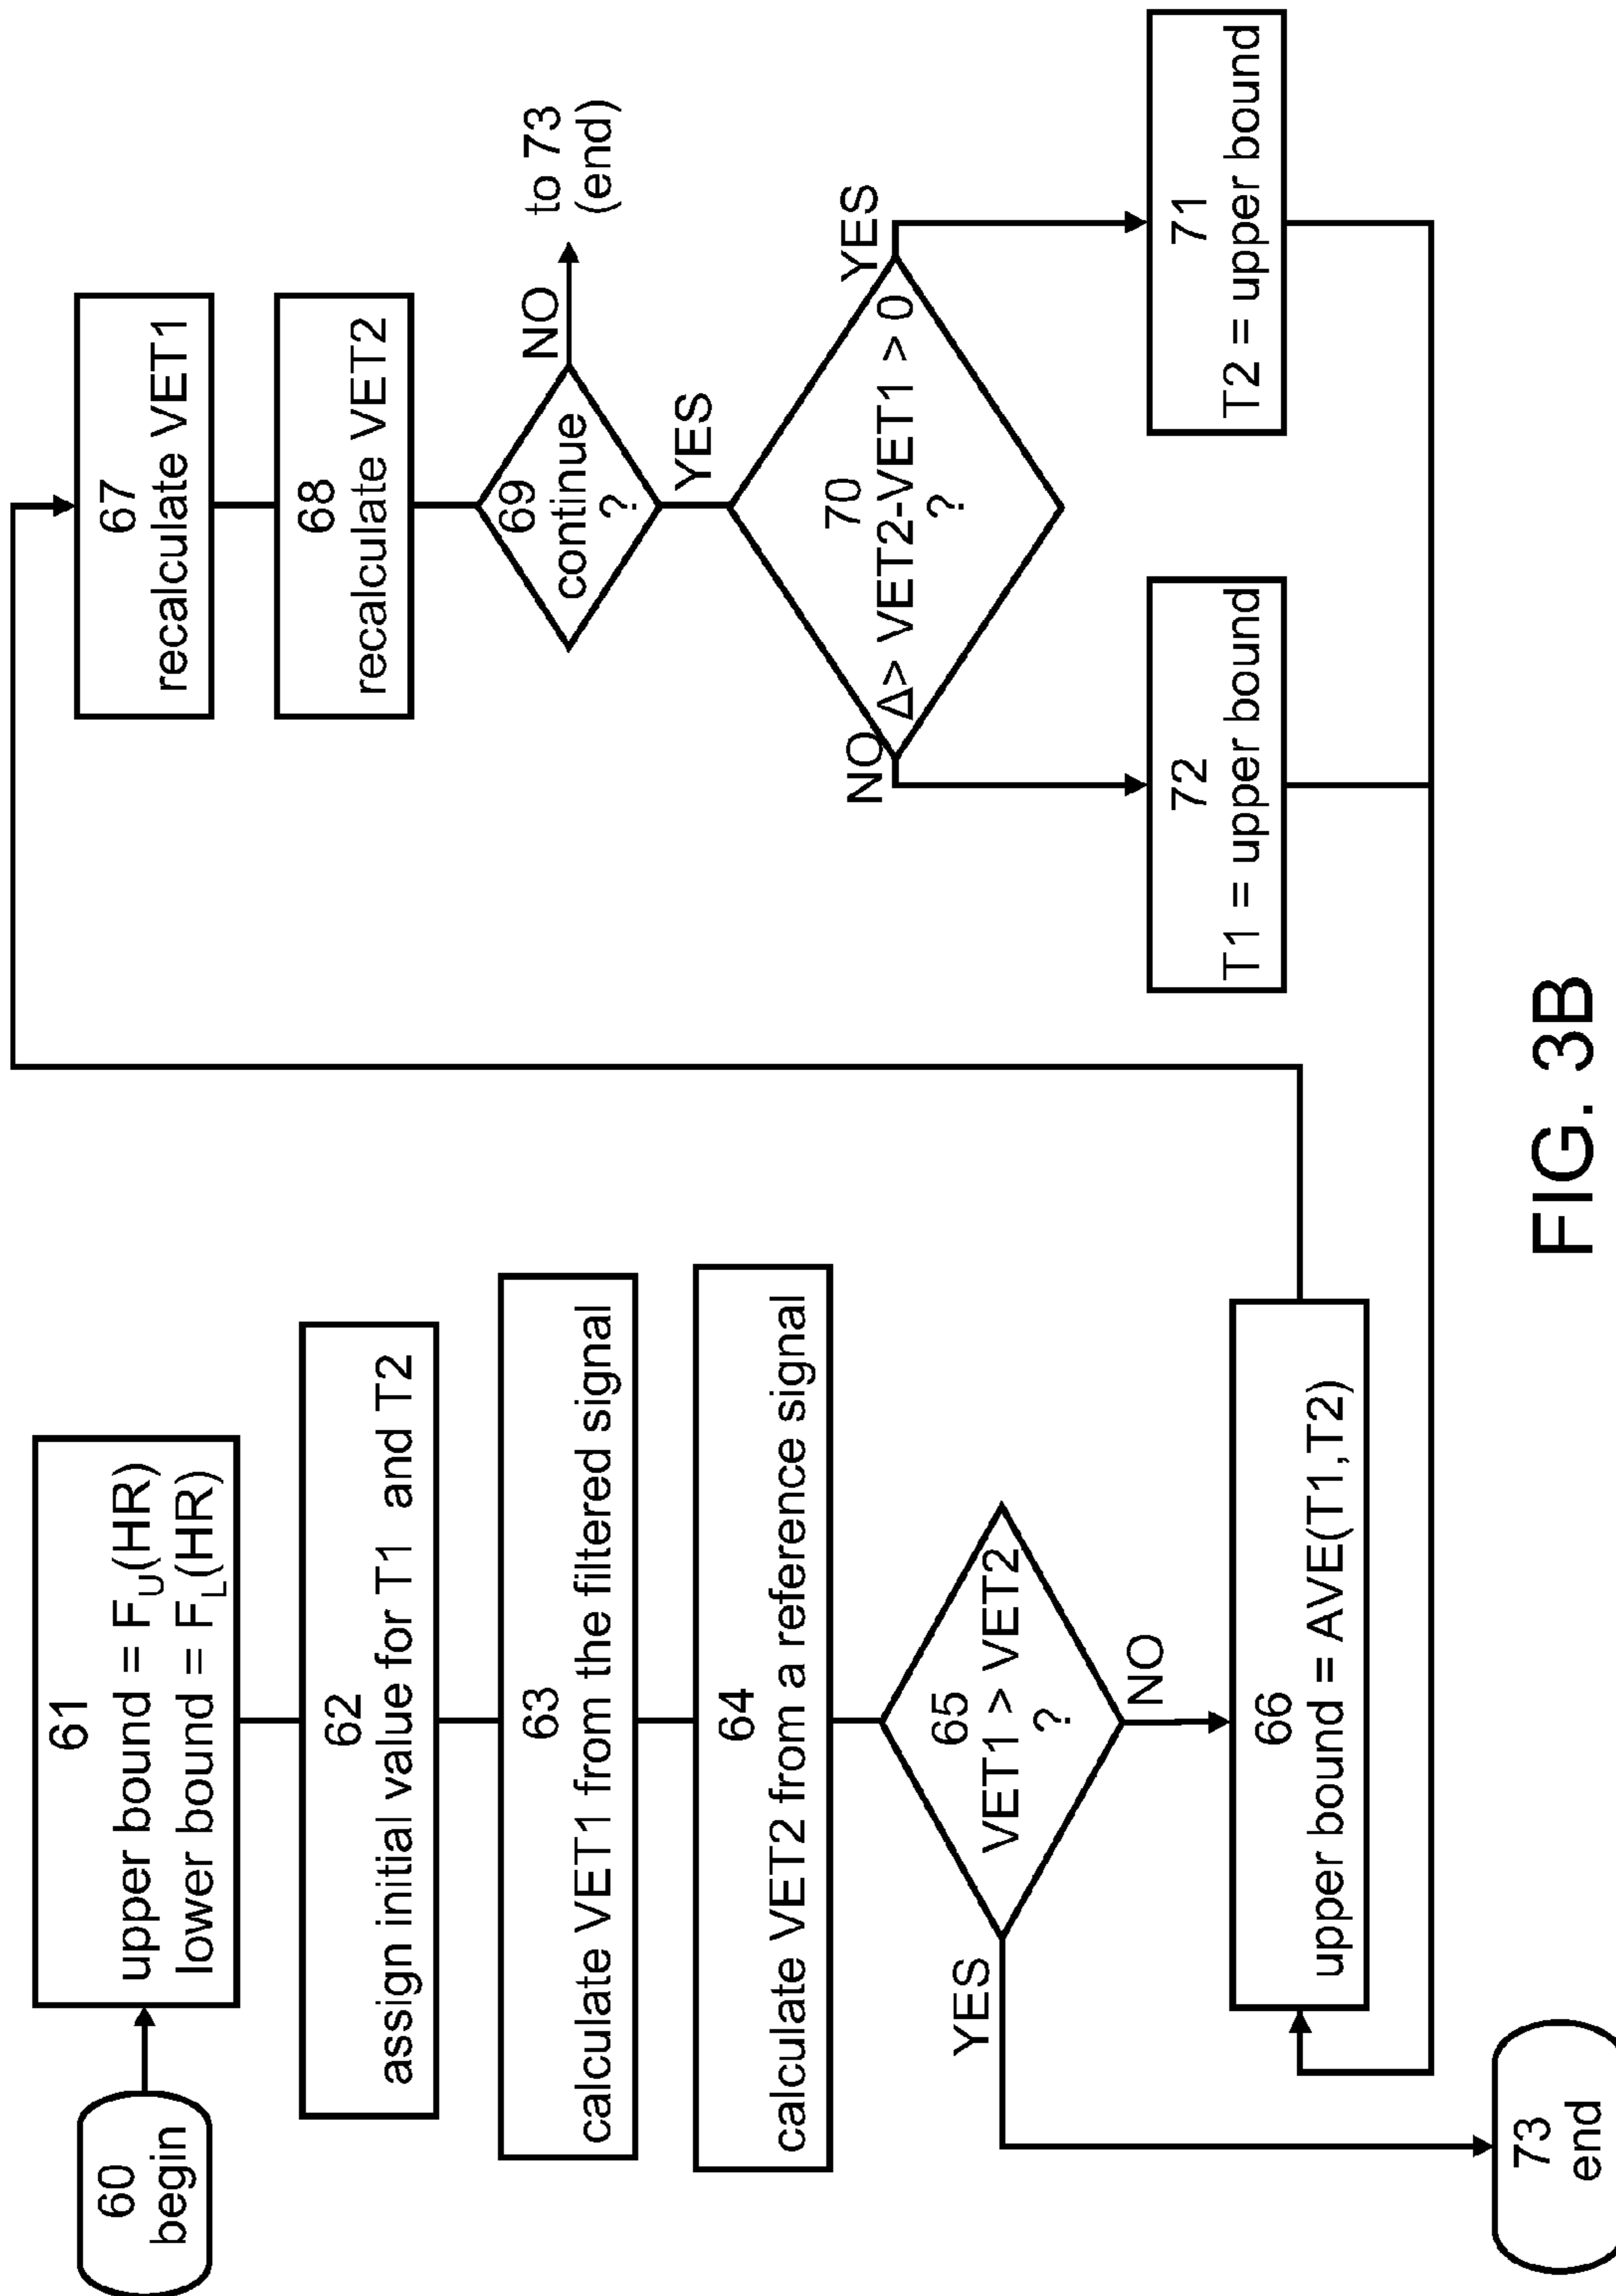 60
begin
61
upper bound = FU(HR)
lower bound = FL(HR)
62
assign initial value for T1 and T2
63
calculate VET1 from the filtered signal
64
calculate VET2 from a reference signal
65
VET1 > VET2
?
YES
NO
66
upper bound = AVE(T1,T2)
73
end
67
recalculate VET1
68
recalculate VET2
69
continue
?
NO
to 73
(end)
YES
70
Δ> VET2-VET1 > 0
?
NO
YES
72
T1 = upper bound
71
T2 = upper bound
FIG. 3B